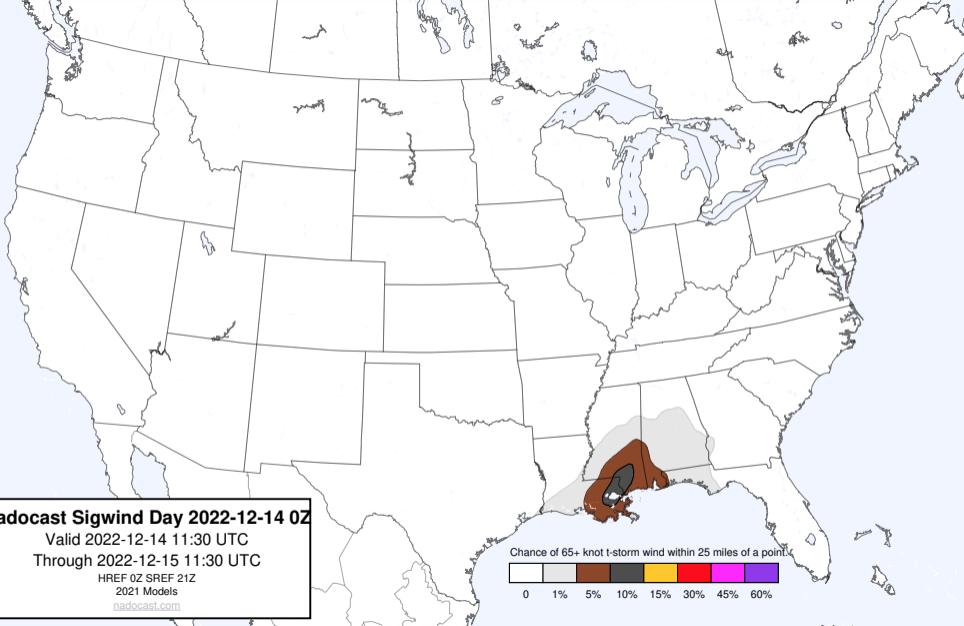 adocast Sigwind Day 2022-12-14 0Z
Valid 2022-12-14 11:30 UTC
Through 2022-12-15 11:30 UTC
HREF 0Z SREF 21Z
2021 Models
nadocast.com
Chance of 65+ knot t-storm wind within 25 miles of a point.
0 1% 5% 10% 15% 30% 45% 60%